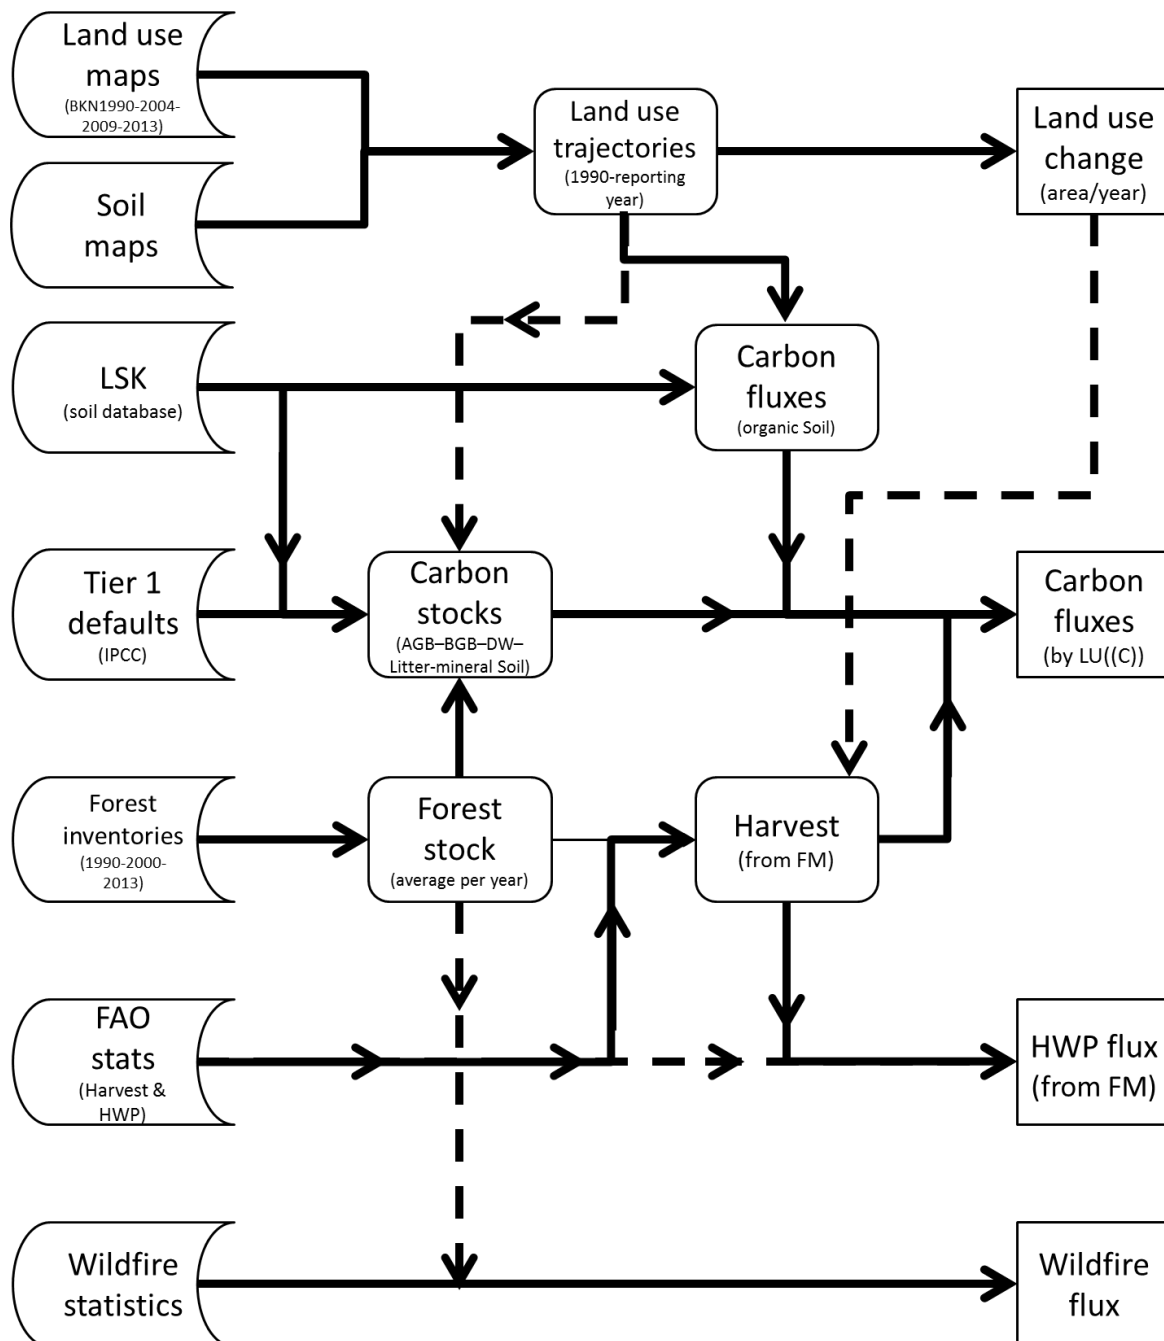 Land use
maps
(BKN1990-2004-
2009-2013)
Land use
trajectories
(1990-reporting
year)
Land use
change
(area/year)
Soil
maps
LSK
(soil database)
Carbon
fluxes
(organic Soil)
Tier 1
defaults
(IPCC)
Carbon
stocks
(AGB–BGB–DW–
Litter-mineral Soil)
Carbon
fluxes
(by LU((C))
Forest
inventories
(1990-2000-
2013)
Forest
stock
(average per year)
Harvest
(from FM)
FAO
stats
(Harvest &
HWP)
HWP flux
(from FM)
Wildfire
statistics
Wildfire
flux